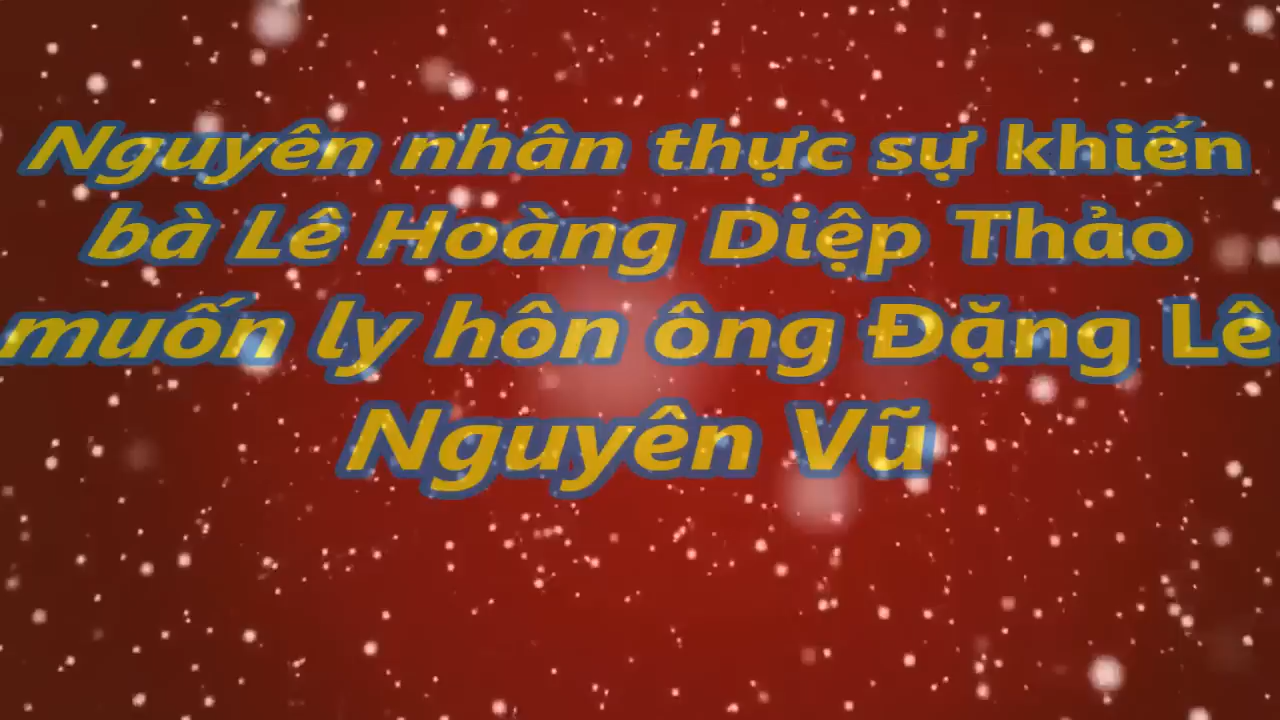 Nguyên nhân thực sự khiến
bà Lê Hoàng Diệp Thảo
muốn ly hôn ông Đặng Lê
Nguyên Vũ